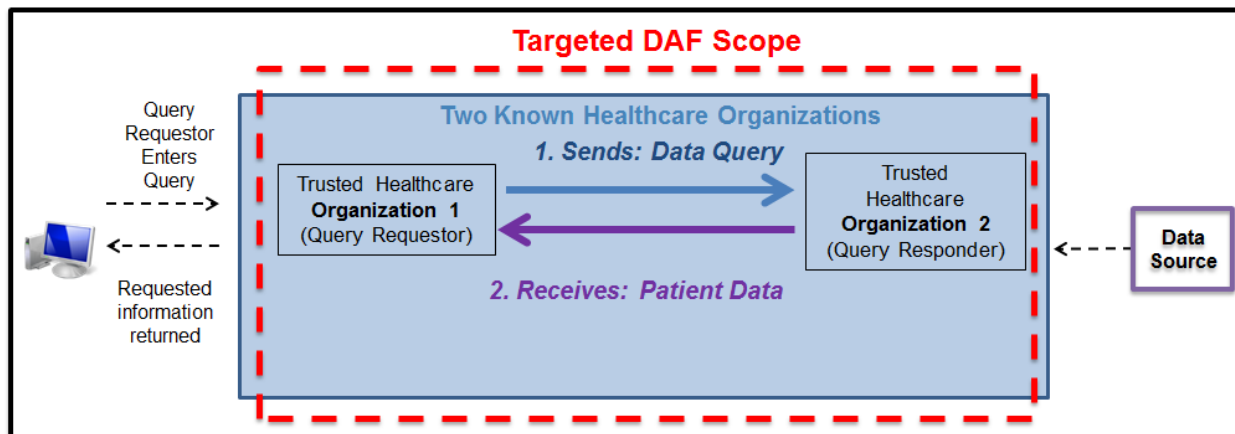 Targeted DAF Scope
Two Known Healthcare Organizations
Query
Requestor
Enters
Query
1. Sends: Data Query
Trusted Healthcare
Organization 1
(Query Requestor)
Trusted
Healthcare
Organization 2
(Query Responder)
Data
Source
2. Receives: Patient Data
Requested
information
returned